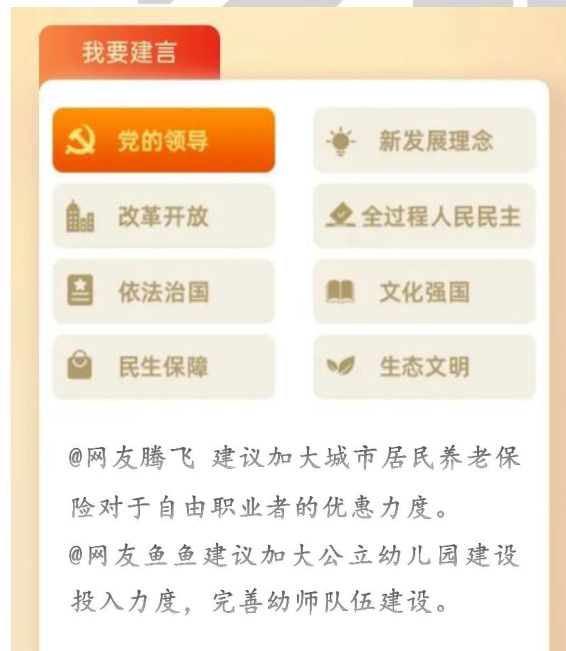 我要建言
党的领导
新发展理念
改革开放
全过程人民民主
依法治国
文化强国
民生保障
生态文明
@网友腾飞 建议加大城市居民养老保
险对于自由职业者的优惠力度。
@网友鱼鱼建议加大公立幼儿园建设
投入力度，完善幼师队伍建设。